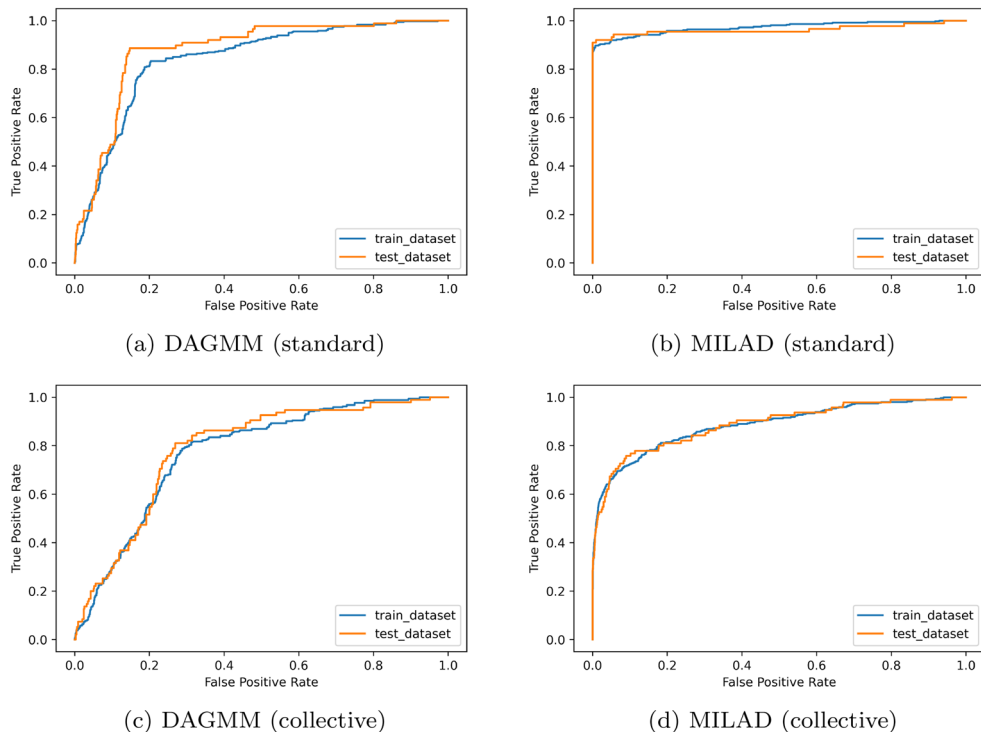 1.0
0.8
0.6
0.4
0.2
0.0
True Positive Rate
train_dataset
test_dataset
0.0 0.2 0.4 0.6 0.8 1.0
False Positive Rate
(a) DAGMM (standard)
1.0
0.8
0.6
0.4
0.2
0.0
True Positive Rate
train_dataset
test_dataset
0.0 0.2 0.4 0.6 0.8 1.0
False Positive Rate
(b) MILAD (standard)
1.0
0.8
0.6
0.4
0.2
0.0
True Positive Rate
train_dataset
test_dataset
0.0 0.2 0.4 0.6 0.8 1.0
False Positive Rate
(c) DAGMM (collective)
1.0
0.8
0.6
0.4
0.2
0.0
True Positive Rate
train_dataset
test_dataset
0.0 0.2 0.4 0.6 0.8 1.0
False Positive Rate
(d) MILAD (collective)